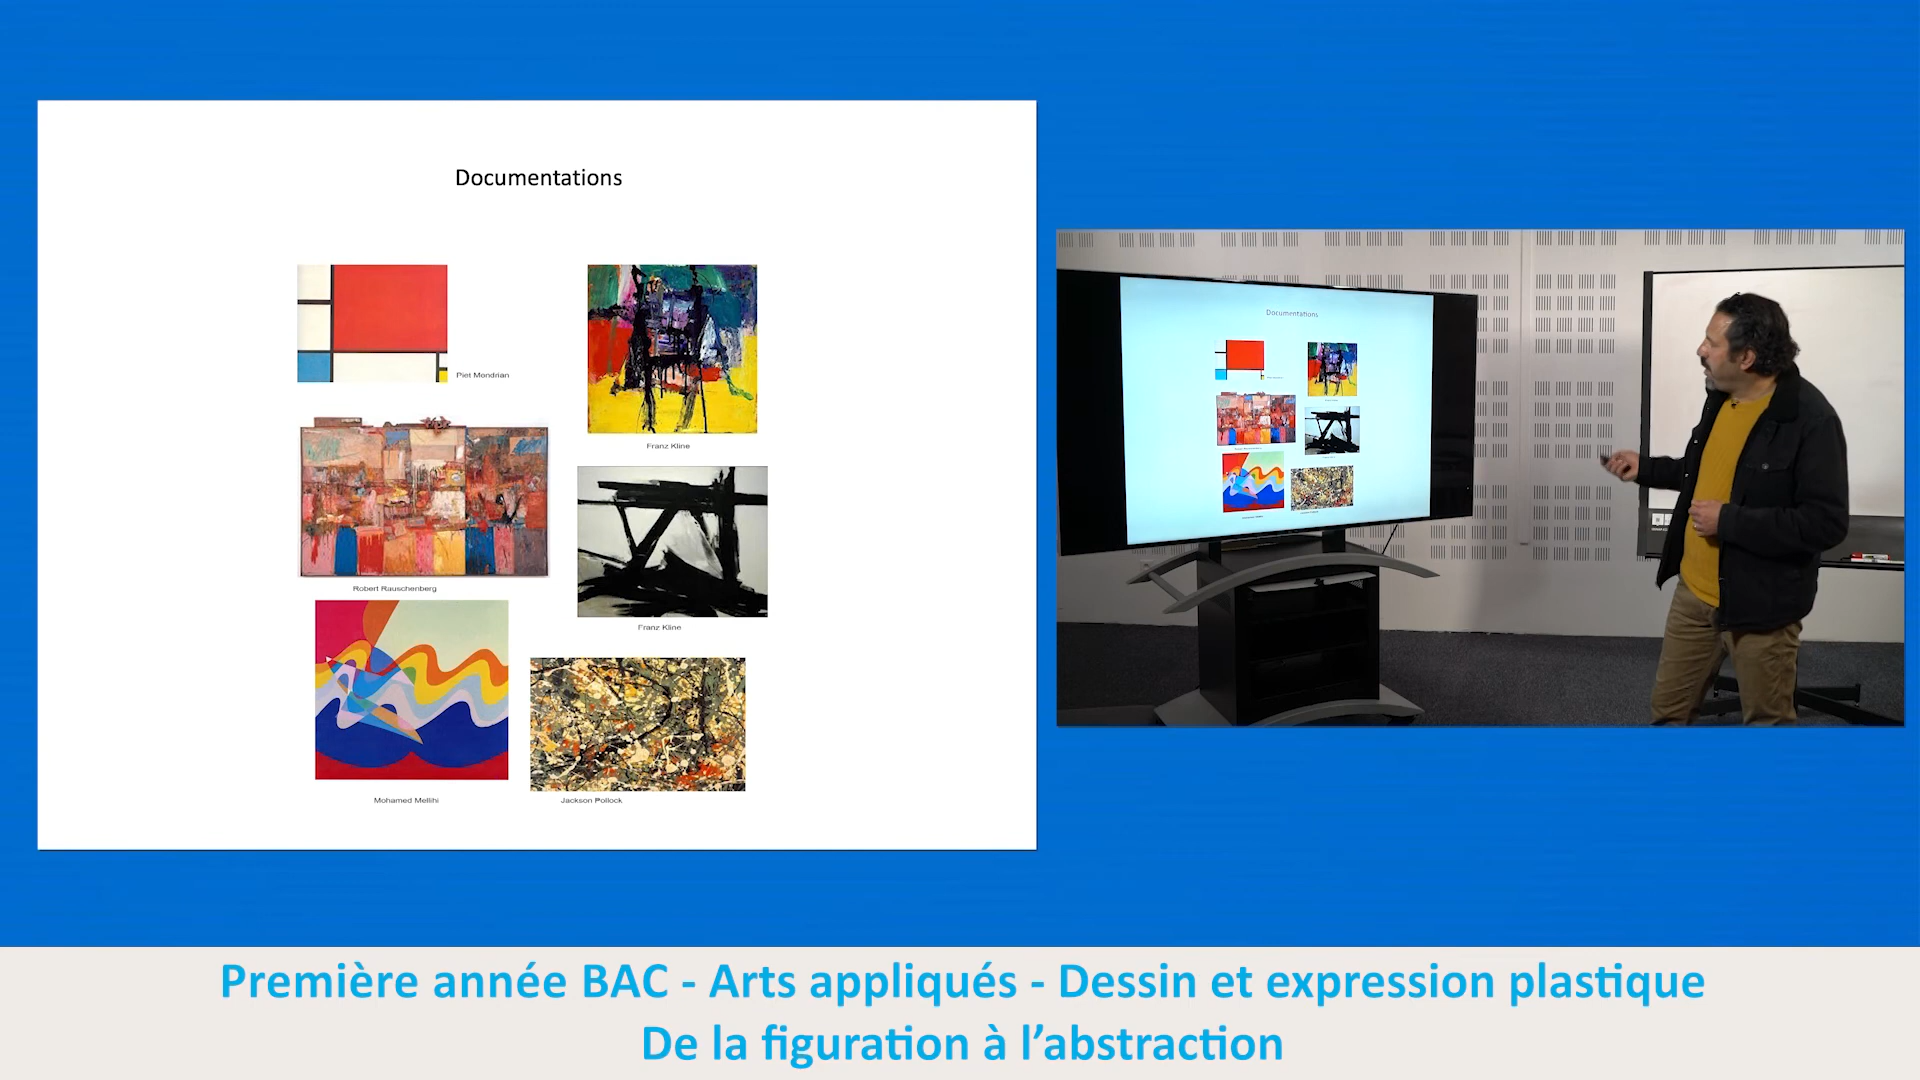 Documentations
Piet Mondrian
Franz Kline
Robert Rauschenberg
Franz Kline
Mohamed Mellihi
Jackson Pollock
Documentations
Première année BAC - Arts appliqués - Dessin et expression plastique
De la figuration à l’abstraction